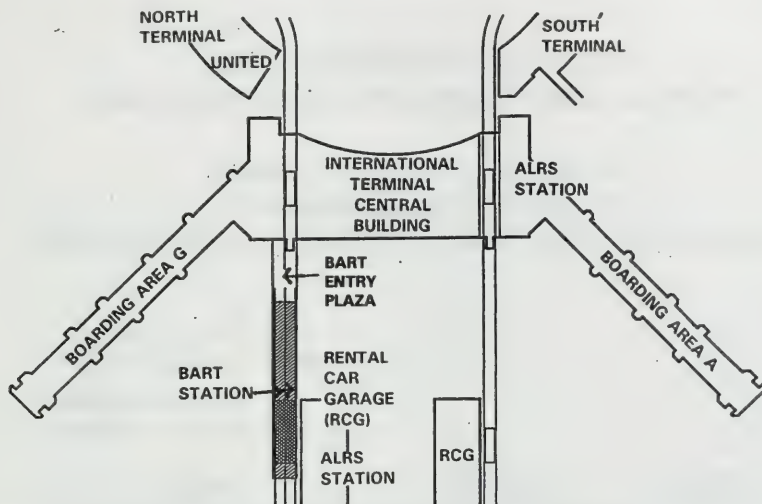 NORTH
TERMINAL
UNITED
SOUTH
TERMINAL
INTERNATIONAL
TERMINAL
CENTRAL
BUILDING
ALRS
STATION
BOARDING AREA G
BART
ENTRY
PLAZA
BOARDING AREA A
BART
STATION
RENTAL
CAR
GARAGE
(RCG)
ALRS
STATION
RCG